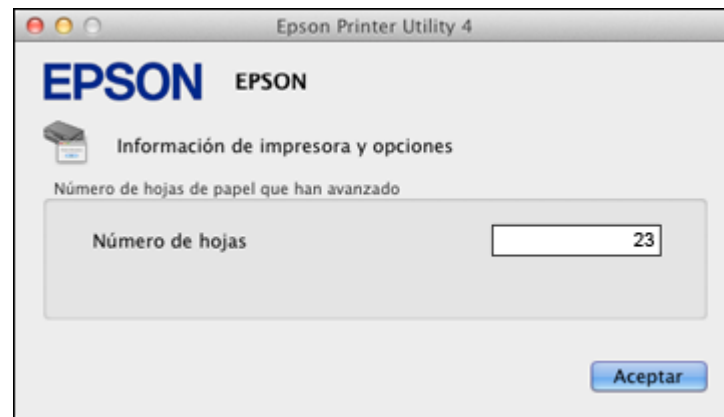 Epson Printer Utility 4
EPSON EPSON
Información de impresora y opciones
Número de hojas de papel que han avanzado
Número de hojas 23
Aceptar